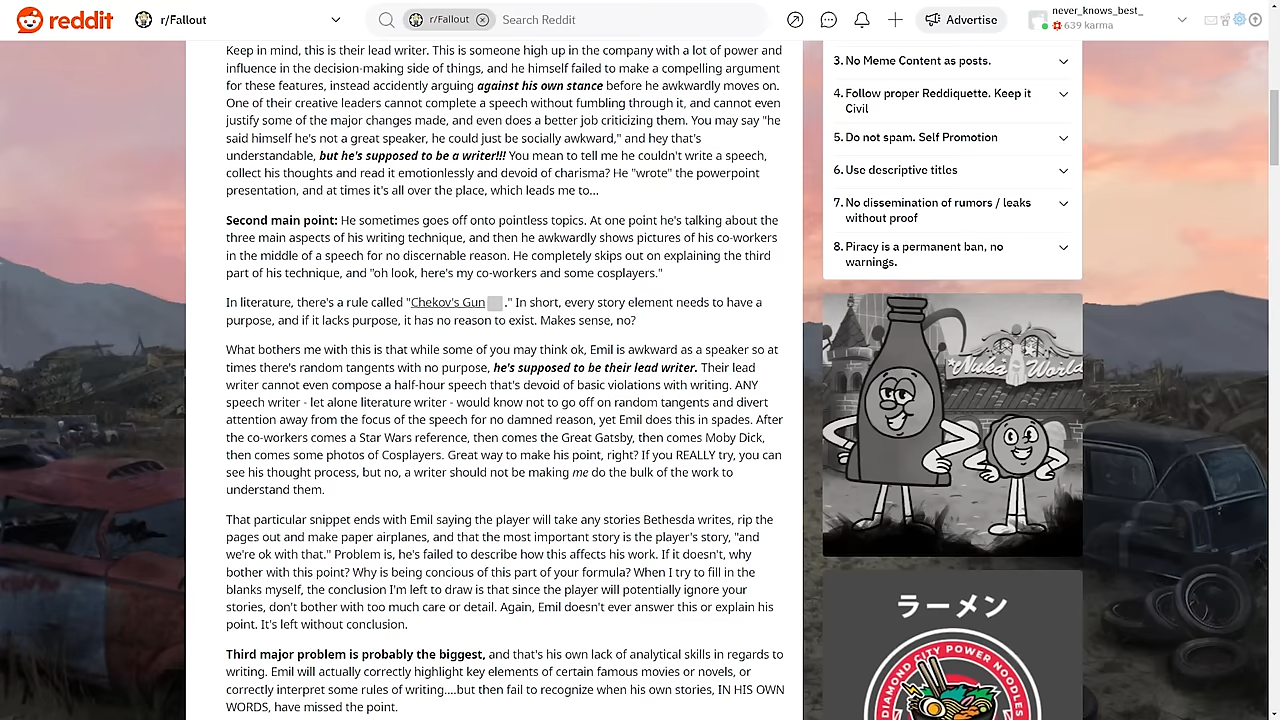 reddit
r/Fallout
r/Fallout
Search Reddit
Advertise
never_knows_best_
639 karma
Keep in mind, this is their lead writer. This is someone high up in the company with a lot of power and
influence in the decision-making side of things, and he himself failed to make a compelling argument
for these features, instead accidently arguing against his own stance before he awkwardly moves on.
One of their creative leaders cannot complete a speech without fumbling through it, and cannot even
justify some of the major changes made, and even does a better job criticizing them. You may say "he
said himself he's not a great speaker, he could just be socially awkward," and hey that's
understandable, but he's supposed to be a writer!!! You mean to tell me he couldn't write a speech,
collect his thoughts and read it emotionlessly and devoid of charisma? He "wrote" the powerpoint
presentation, and at times it's all over the place, which leads me to...
Second main point: He sometimes goes off onto pointless topics. At one point he's talking about the
three main aspects of his writing technique, and then he awkwardly shows pictures of his co-workers
in the middle of a speech for no discernable reason. He completely skips out on explaining the third
part of his technique, and "oh look, here's my co-workers and some cosplayers."
In literature, there's a rule called "Chekov's Gun ." In short, every story element needs to have a
purpose, and if it lacks purpose, it has no reason to exist. Makes sense, no?
What bothers me with this is that while some of you may think ok, Emil is awkward as a speaker so at
times there's random tangents with no purpose, he's supposed to be their lead writer. Their lead
writer cannot even compose a half-hour speech that's devoid of basic violations with writing. ANY
speech writer - let alone literature writer - would know not to go off on random tangents and divert
attention away from the focus of the speech for no damned reason, yet Emil does this in spades. After
the co-workers comes a Star Wars reference, then comes the Great Gatsby, then comes Moby Dick,
then comes some photos of Cosplayers. Great way to make his point, right? If you REALLY try, you can
see his thought process, but no, a writer should not be making me do the bulk of the work to
understand them.
That particular snippet ends with Emil saying the player will take any stories Bethesda writes, rip the
pages out and make paper airplanes, and that the most important story is the player's story, "and
we're ok with that." Problem is, he's failed to describe how this affects his work. If it doesn't, why
bother with this point? Why is being concious of this part of your formula? When I try to fill in the
blanks myself, the conclusion I'm left to draw is that since the player will potentially ignore your
stories, don't bother with too much care or detail. Again, Emil doesn't ever answer this or explain his
point. It's left without conclusion.
Third major problem is probably the biggest, and that's his own lack of analytical skills in regards to
writing. Emil will actually correctly highlight key elements of certain famous movies or novels, or
correctly interpret some rules of writing....but then fail to recognize when his own stories, IN HIS OWN
WORDS, have missed the point.
3. No Meme Content as posts.
4. Follow proper Reddiquette. Keep it
Civil
5. Do not spam. Self Promotion
6. Use descriptive titles
7. No dissemination of rumors / leaks
without proof
8. Piracy is a permanent ban, no
warnings.
Nuka World
ラーメン
DIAMOND CITY POWER NOODLES